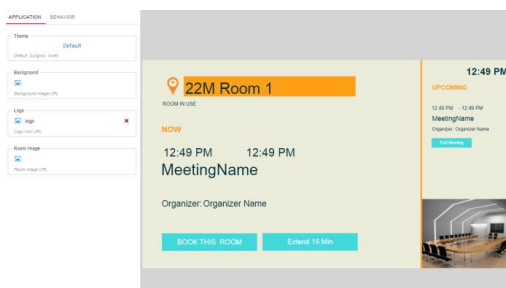 APPLICATION BEHAVIOR
Theme
Default
Default, Sungoru, Violet
Background
Background Image URL
Logo
logo
Logo Icon URL
Room Image
Room Image URL
22M Room 1
ROOM IN USE
NOW
12:49 PM 12:49 PM
MeetingName
Organizer: Organizer Name
BOOK THIS ROOM Extend 15 Min
12:49 PM
UPCOMING
12:49 PM - 12:49 PM
MeetingName
Organizer: Organizer Name
End Meeting